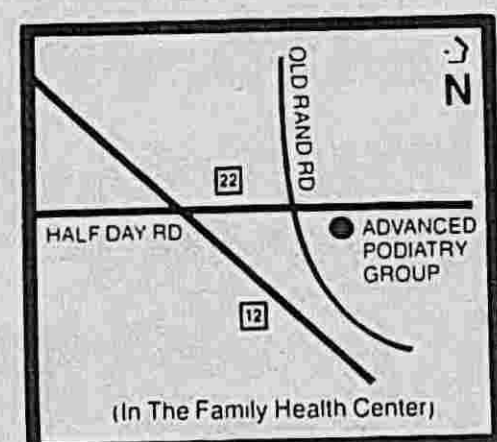 OLD RAND RD
N
22
HALF DAY RD
ADVANCED
PODIATRY
GROUP
12
(In The Family Health Center)